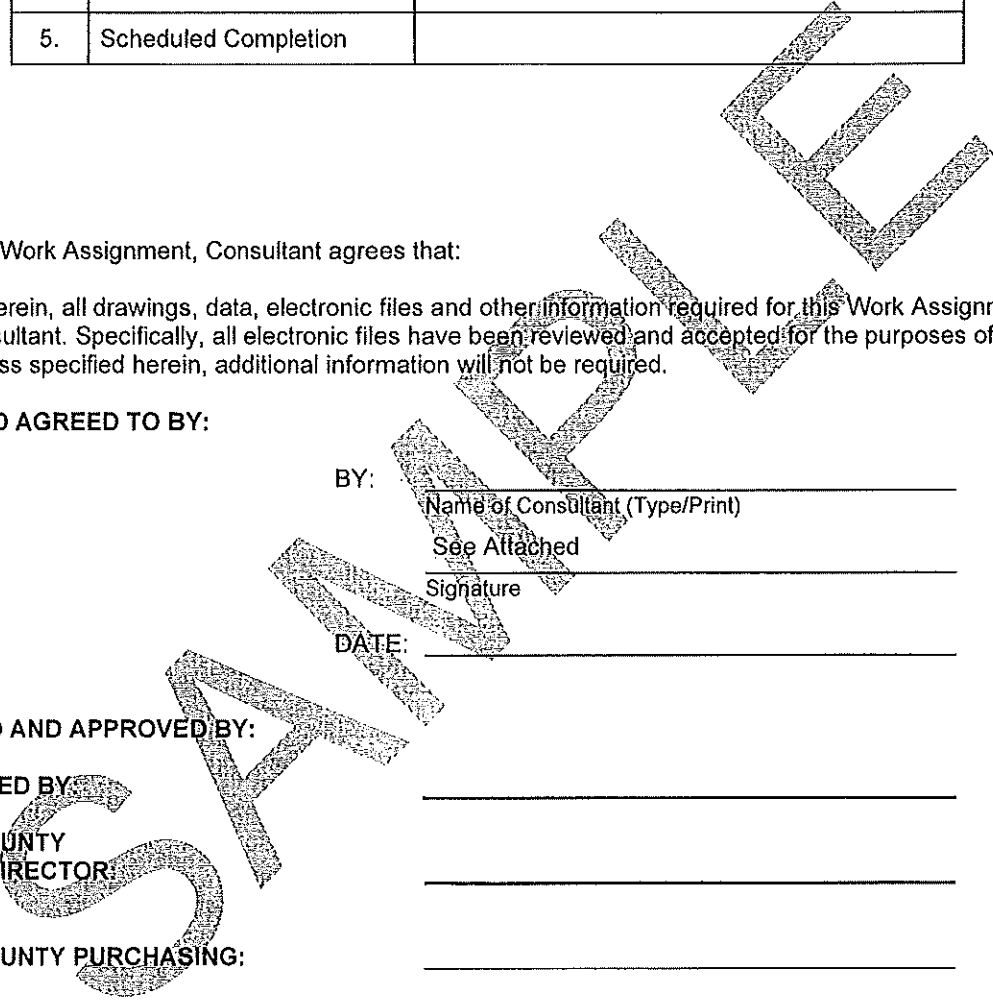 5. Scheduled Completion
Work Assignment, Consultant agrees that:
erein, all drawings, data, electronic files and other information required for this Work Assignr
sultant. Specifically, all electronic files have been reviewed and accepted for the purposes of
ss specified herein, additional information will not be required.
D AGREED TO BY:
BY:
Name of Consultant (Type/Print)
See Attached
Signature
DATE:
D AND APPROVED BY:
ED BY:
UNTY
IRECTOR:
UNTY PURCHASING:
SAMPLE